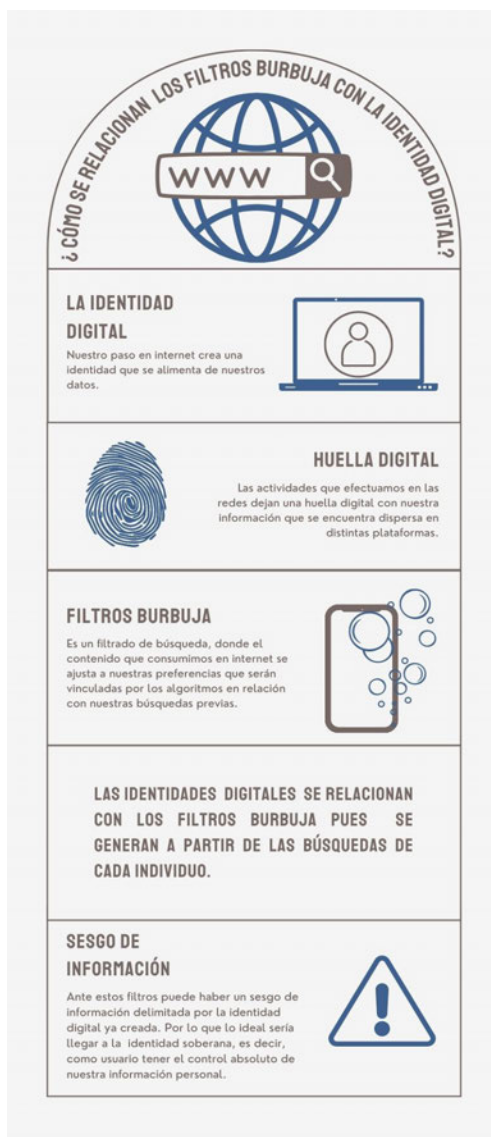 ¿CÓMO SE RELACIONAN LOS FILTROS BURBUJA CON LA IDENTIDAD DIGITAL?
WWW
LA IDENTIDAD
DIGITAL
Nuestro paso en internet crea una
identidad que se alimenta de nuestros
datos.
HUELLA DIGITAL
Las actividades que efectuamos en las
redes dejan una huella digital con nuestra
información que se encuentra dispersa en
distintas plataformas.
FILTROS BURBUJA
Es un filtrado de búsqueda, donde el
contenido que consumimos en internet se
ajusta a nuestras preferencias que serán
vinculadas por los algoritmos en relación
con nuestras búsquedas previas.
LAS IDENTIDADES DIGITALES SE RELACIONAN
CON LOS FILTROS BURBUJA PUES SE
GENERAN A PARTIR DE LAS BÚSQUEDAS DE
CADA INDIVIDUO.
SESGO DE
INFORMACIÓN
Ante estos filtros puede haber un sesgo de
información delimitada por la identidad
digital ya creada. Por lo que lo ideal sería
llegar a la identidad soberana, es decir,
como usuario tener el control absoluto de
nuestra información personal.